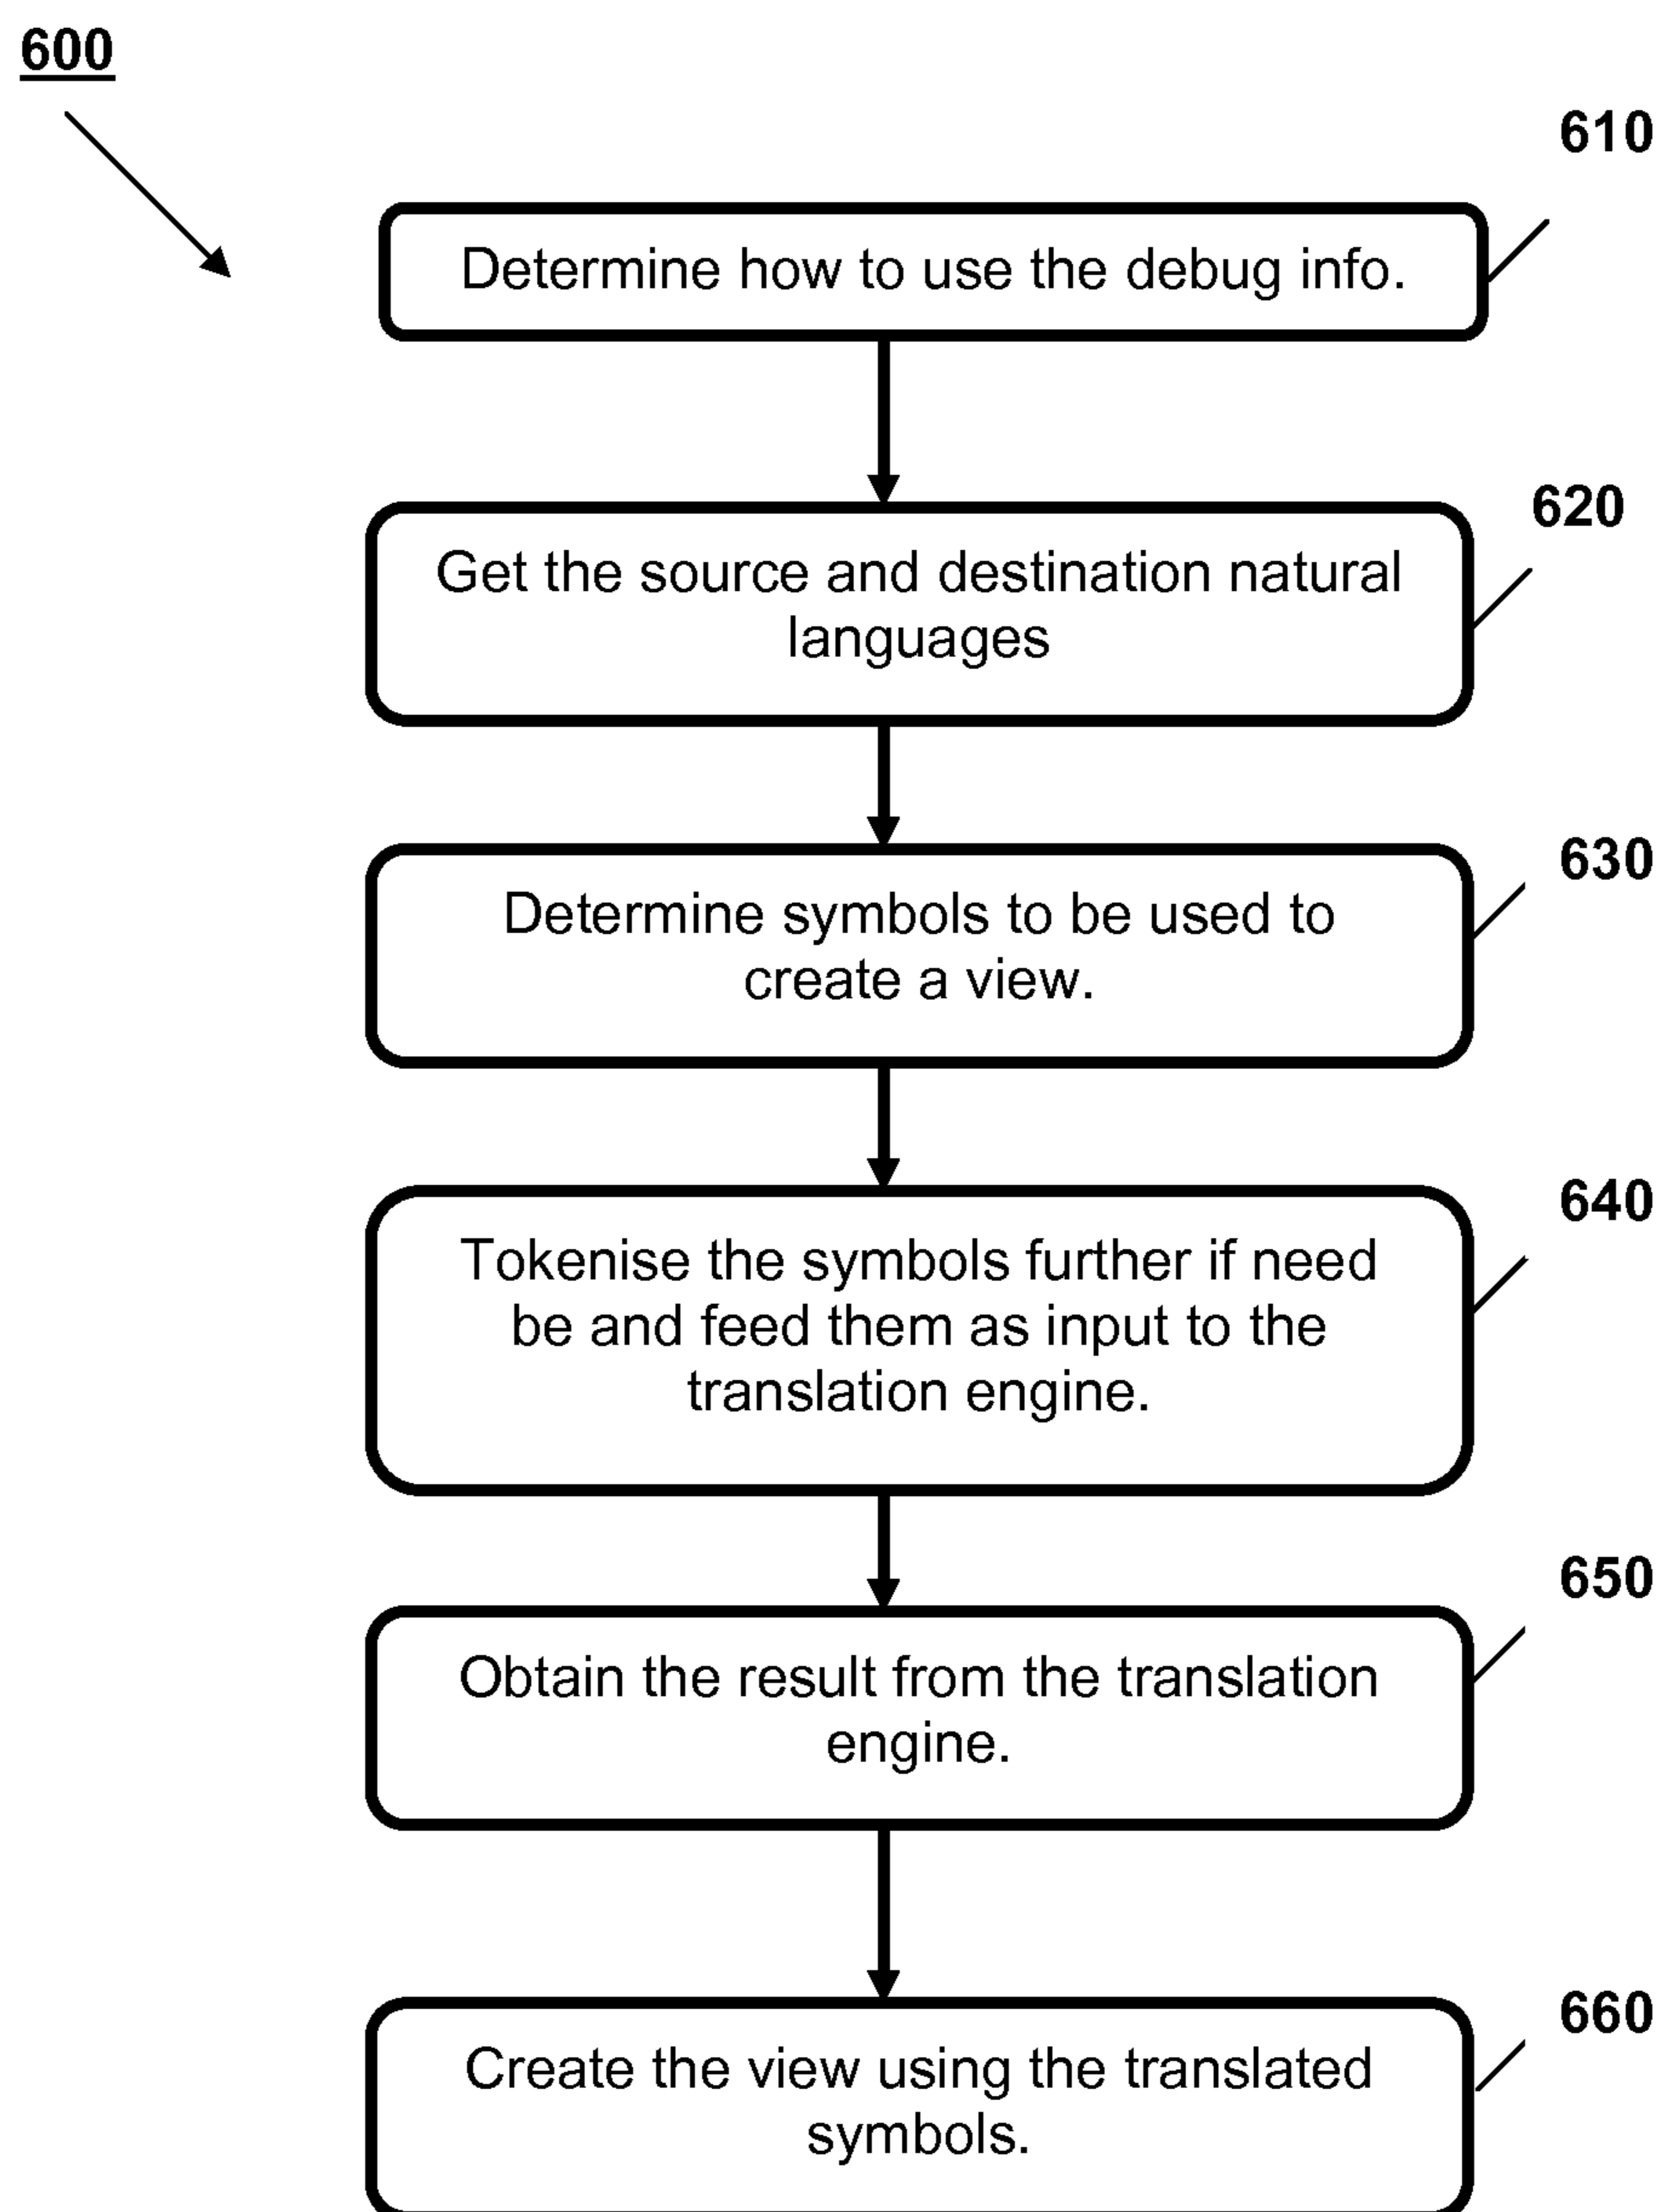 600
610
Determine how to use the debug info.
620
Get the source and destination natural
languages
630
Determine symbols to be used to
create a view.
640
Tokenise the symbols further if need
be and feed them as input to the
translation engine.
650
Obtain the result from the translation
engine.
660
Create the view using the translated
symbols.